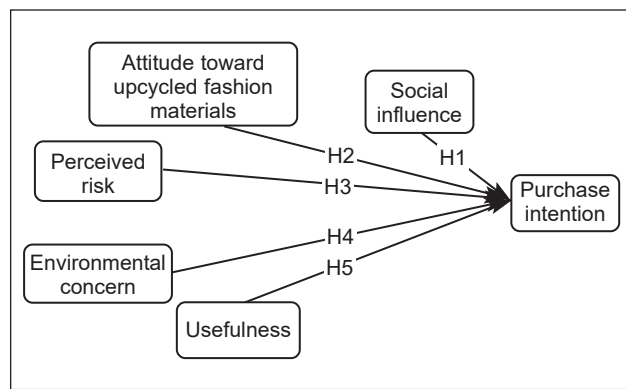 Attitude toward
upcycled fashion
materials
Social
influence
H1
H2
Perceived
risk
H3
Purchase
intention
H4
Environmental
concern
H5
Usefulness